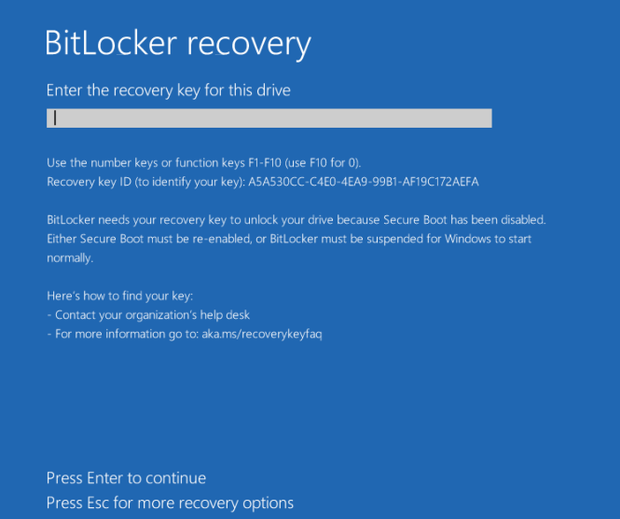 BitLocker recovery
Enter the recovery key for this drive
Use the number keys or function keys F1-F10 (use F10 for 0).
Recovery key ID (to identify your key): A5A530CC-C4E0-4EA9-99B1-AF19C172AEFA
BitLocker needs your recovery key to unlock your drive because Secure Boot has been disabled.
Either Secure Boot must be re-enabled, or BitLocker must be suspended for Windows to start
normally.
Here's how to find your key:
- Contact your organization's help desk
- For more information go to: aka.ms/recoverykeyfaq
Press Enter to continue
Press Esc for more recovery options